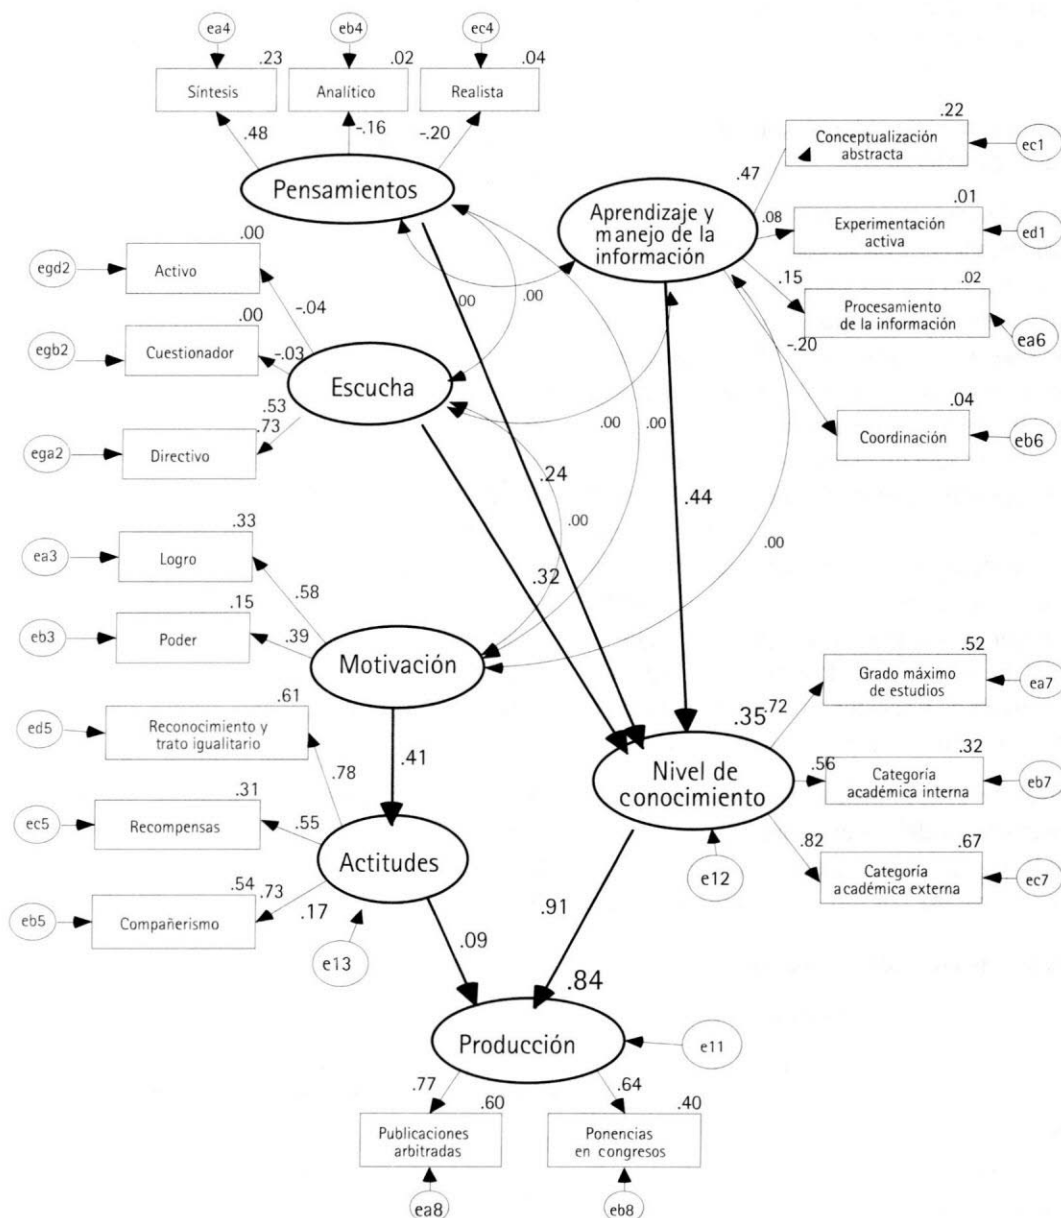 ea4
eb4
ec4
.23
.02
.04
Síntesis
Analítico
Realista
.48
-.16
-.20
Pensamientos
.22
Conceptualización
abstracta
ec1
.47
Aprendizaje y
manejo de la
información
.08
.01
Experimentación
activa
ed1
.15
.02
Procesamiento
de la información
ea6
-.20
.04
Coordinación
eb6
.00
egd2
Activo
-.04
.00
egb2
Cuestionador
-.03
Escucha
.53
.73
ega2
Directivo
.00
.00
.00
.00
.24
.44
.00
.00
.32
.33
ea3
Logro
.58
.15
eb3
Poder
.39
Motivación
.61
ed5
Reconocimiento y
trato igualitario
.78
.41
.31
ec5
Recompensas
.55
Actitudes
.54
.73
eb5
Compañerismo
.17
e13
.35
.72
.52
Grado máximo
de estudios
ea7
Nivel de
conocimiento
.56
.32
Categoría
académica interna
eb7
.82
.67
Categoría
académica externa
ec7
e12
.09
.91
.84
Producción
e11
.77
.60
.64
.40
Publicaciones
arbitradas
Ponencias
en congresos
ea8
eb8